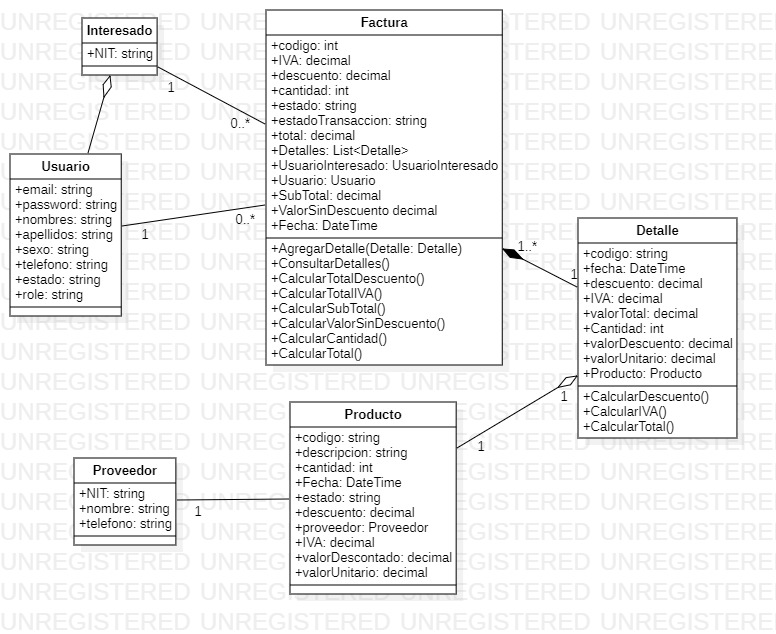 Interesado
+NIT: string
Usuario
+email: string
+password: string
+nombres: string
+apellidos: string
+sexo: string
+telefono: string
+estado: string
+role: string
Factura
+codigo: int
+IVA: decimal
+descuento: decimal
+cantidad: int
+estado: string
+estadoTransaccion: string
+total: decimal
+Detalles: List<Detalle>
+UsuarioInteresado: UsuarioInteresado
+Usuario: Usuario
+SubTotal: decimal
+ValorSinDescuento decimal
+Fecha: DateTime
+AgregarDetalle(Detalle: Detalle)
+ConsultarDetalles()
+CalcularTotalDescuento()
+CalcularTotalIVA()
+CalcularSubTotal()
+CalcularValorSinDescuento()
+CalcularCantidad()
+CalcularTotal()
1
0..*
1
0..*
1..*
1
Detalle
+codigo: string
+fecha: DateTime
+descuento: decimal
+IVA: decimal
+valorTotal: decimal
+Cantidad: int
+valorDescuento: decimal
+valorUnitario: decimal
+Producto: Producto
+CalcularDescuento()
+CalcularIVA()
+CalcularTotal()
1
1
Producto
+codigo: string
+descripcion: string
+cantidad: int
+Fecha: DateTime
+estado: string
+descuento: decimal
+proveedor: Proveedor
+IVA: decimal
+valorDescontado: decimal
+valorUnitario: decimal
Proveedor
+NIT: string
+nombre: string
+telefono: string
1
UNREGISTERED UNREGISTERED UNREGISTERED UNREGISTERED